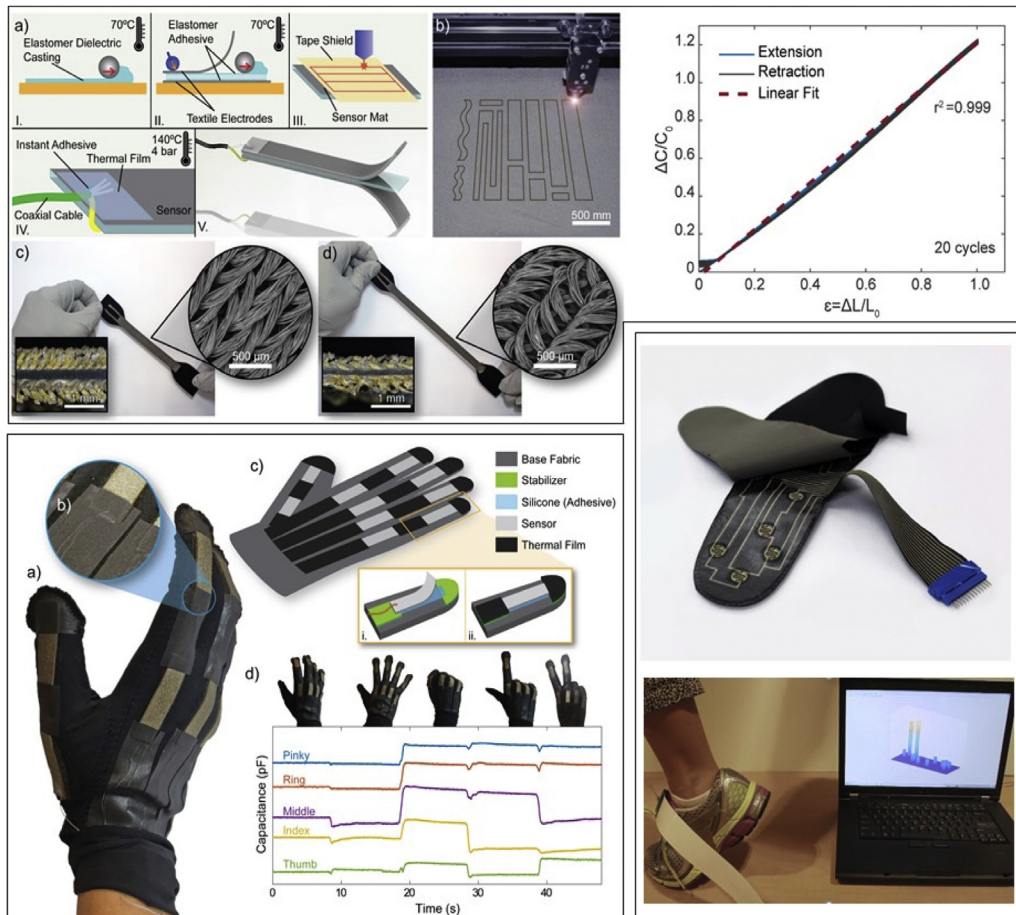 a)
70ºC
Elastomer Dielectric
Casting
I.
Elastomer
Adhesive
70ºC
II.
Textile Electrodes
Tape Shield
III.
Sensor Mat
140ºC
4 bar
Instant Adhesive
Thermal Film
Coaxial Cable
Sensor
IV.
V.
b)
500 mm
c)
500 µm
1 mm
d)
500 µm
1 mm
1.2
1.0
0.8
0.6
0.4
0.2
0
Extension
Retraction
Linear Fit
r²=0.999
20 cycles
ΔC/C₀
0
0.2
0.4
0.6
0.8
1.0
ε=ΔL/L₀
a)
b)
c)
Base Fabric
Stabilizer
Silicone (Adhesive)
Sensor
Thermal Film
i.
ii.
d)
Capacitance (pF)
Pinky
Ring
Middle
Index
Thumb
0
10
20
30
40
Time (s)